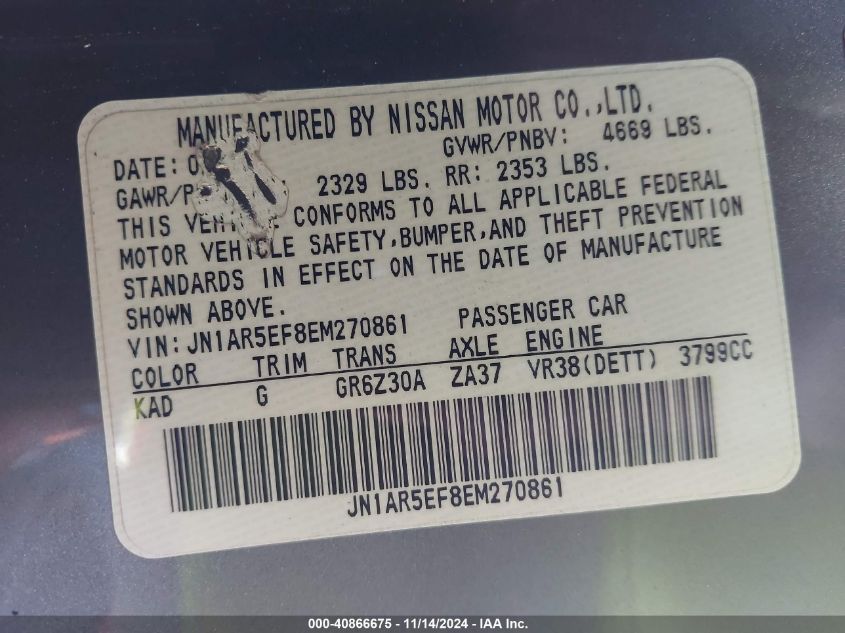 MANUFACTURED BY NISSAN MOTOR CO.,LTD.
GVWR/PNBV: 4669 LBS.
DATE: 0
GAWR/P 2329 LBS. RR: 2353 LBS.
THIS VEHICLE CONFORMS TO ALL APPLICABLE FEDERAL
MOTOR VEHICLE SAFETY,BUMPER,AND THEFT PREVENTION
STANDARDS IN EFFECT ON THE DATE OF MANUFACTURE
SHOWN ABOVE.
VIN: JN1AR5EF8EM270861 PASSENGER CAR
COLOR TRIM TRANS AXLE ENGINE
KAD G GR6Z30A ZA37 VR38(DETT) 3799CC
JN1AR5EF8EM270861
000-40866675 - 11/14/2024 - IAA Inc.